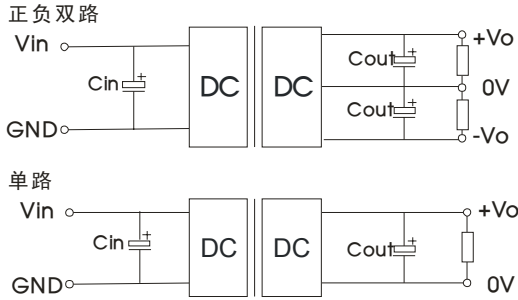 正负双路
Vin
Cin
+
GND
DC
DC
Cout
+
Cout
+
+Vo
0V
-Vo
单路
Vin
Cin
+
GND
DC
DC
Cout
+
+Vo
0V